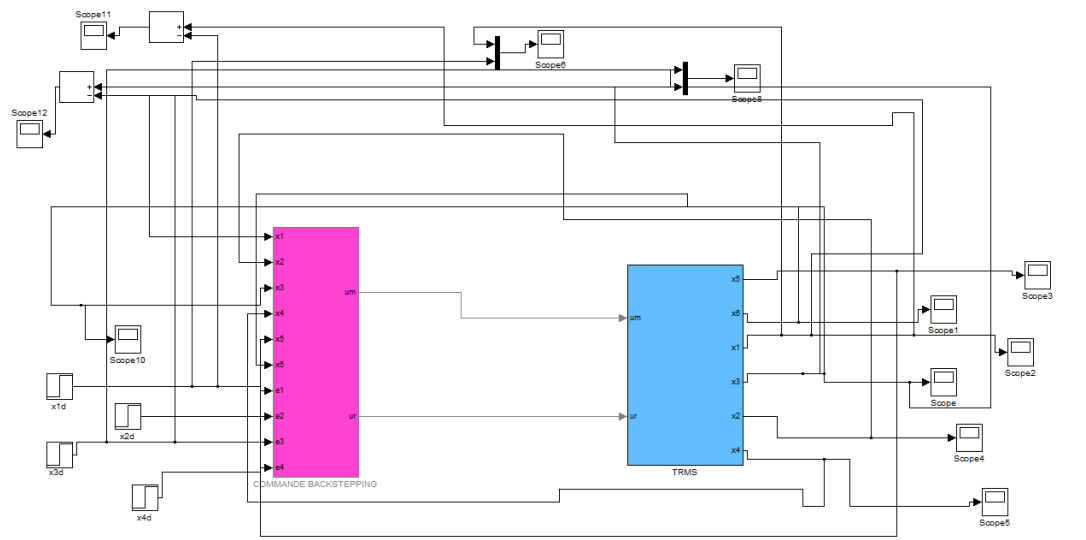 Scope11
+
−
Scope6
Scope8
+
−
Scope12
x1
x2
x3
x4
x5
x6
e1
e2
e3
e4
um
ur
COMMANDE BACKSTEPPING
um
ur
x5
x6
x1
x3
x2
x4
TRMS
Scope3
Scope1
Scope2
Scope
Scope4
Scope5
Scope10
x1d
x2d
x3d
x4d